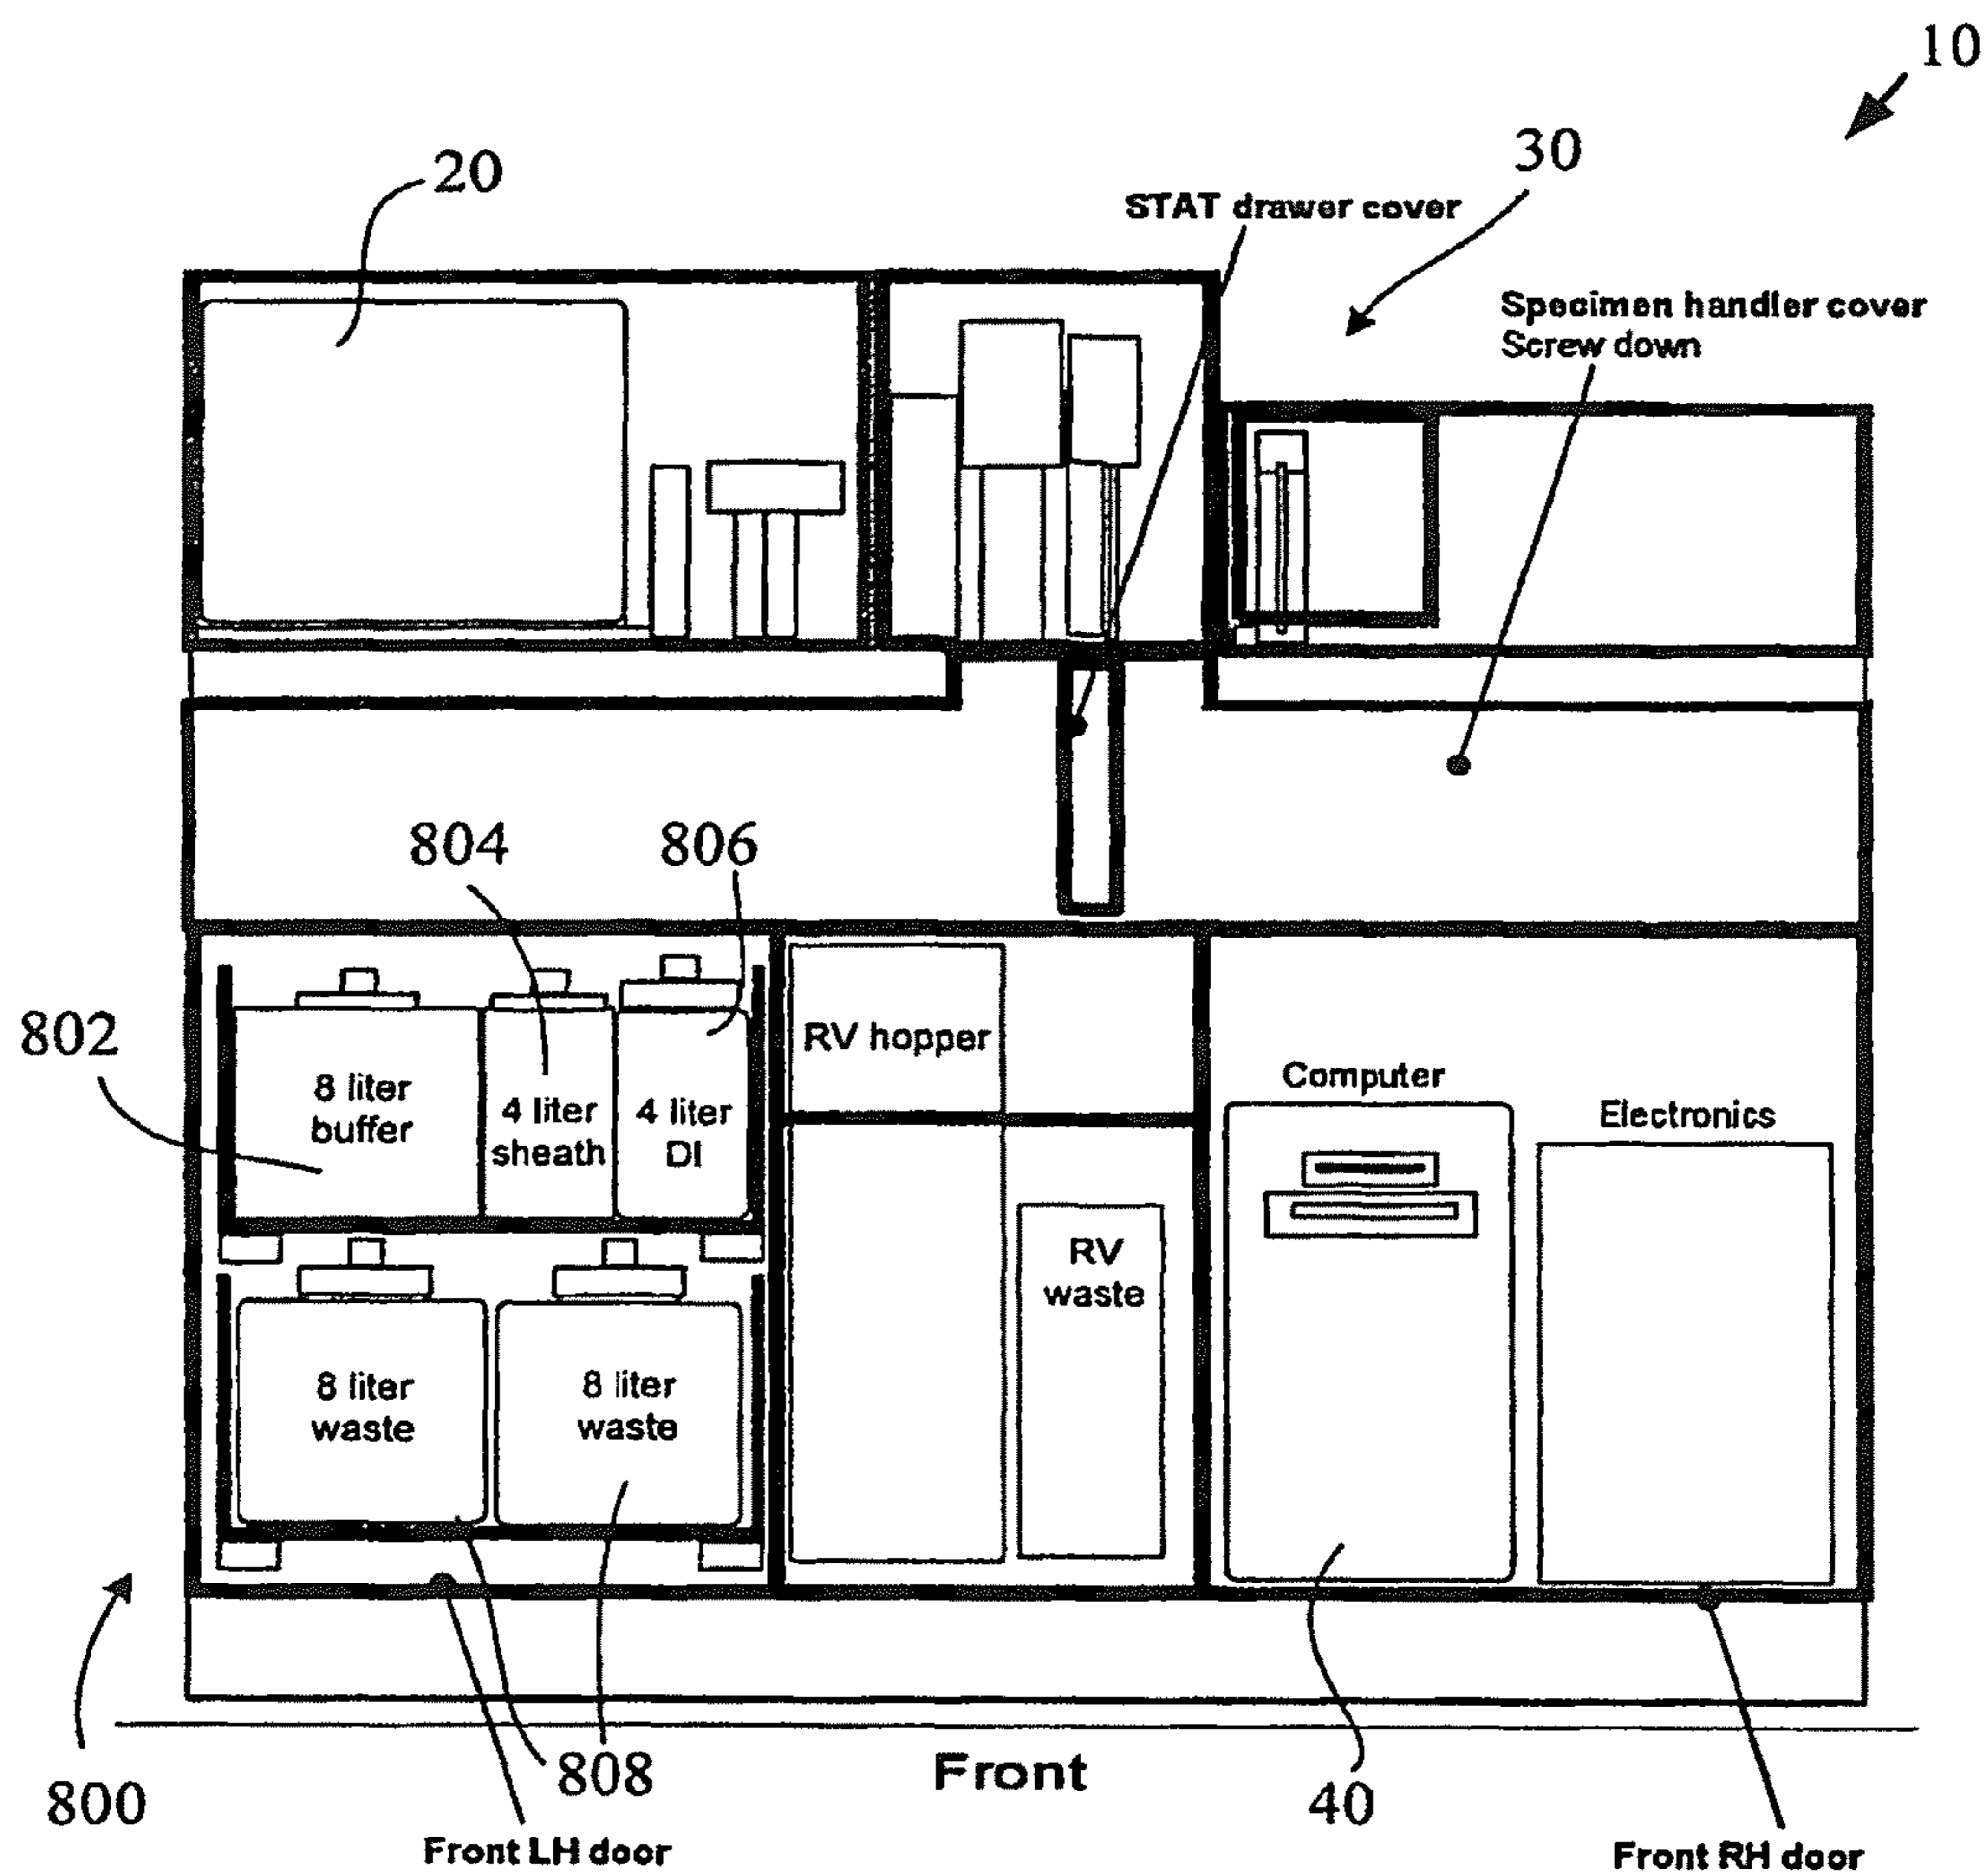 10
20
30
STAT drawer cover
Specimen handler cover
Screw down
804
806
802
8 liter
buffer
4 liter
sheath
4 liter
DI
RV hopper
Computer
Electronics
RV
waste
8 liter
waste
8 liter
waste
800
808
Front
40
Front LH door
Front RH door